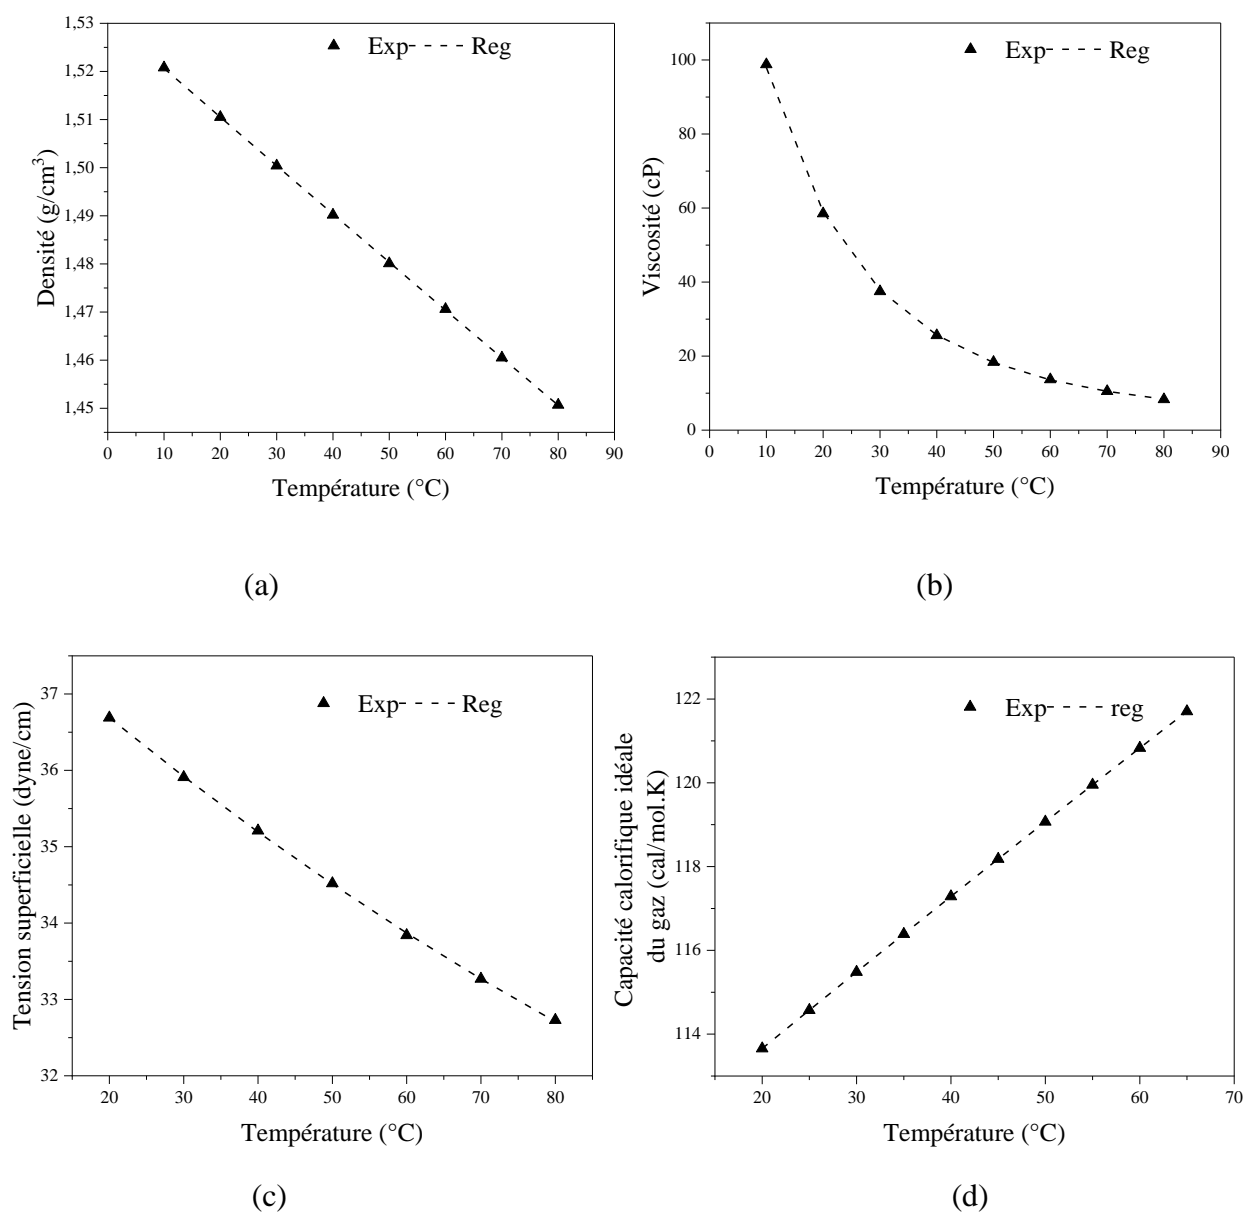 1,53
1,52
1,51
1,50
1,49
1,48
1,47
1,46
1,45
0 10 20 30 40 50 60 70 80 90
Densité (g/cm³)
Température (°C)
Exp Reg
(a)
100
80
60
40
20
0
0 10 20 30 40 50 60 70 80 90
Viscosité (cP)
Température (°C)
Exp Reg
(b)
37
36
35
34
33
32
20 30 40 50 60 70 80
Tension superficielle (dyne/cm)
Température (°C)
Exp Reg
(c)
122
120
118
116
114
20 30 40 50 60 70
Capacité calorifique idéale
du gaz (cal/mol.K)
Température (°C)
Exp reg
(d)